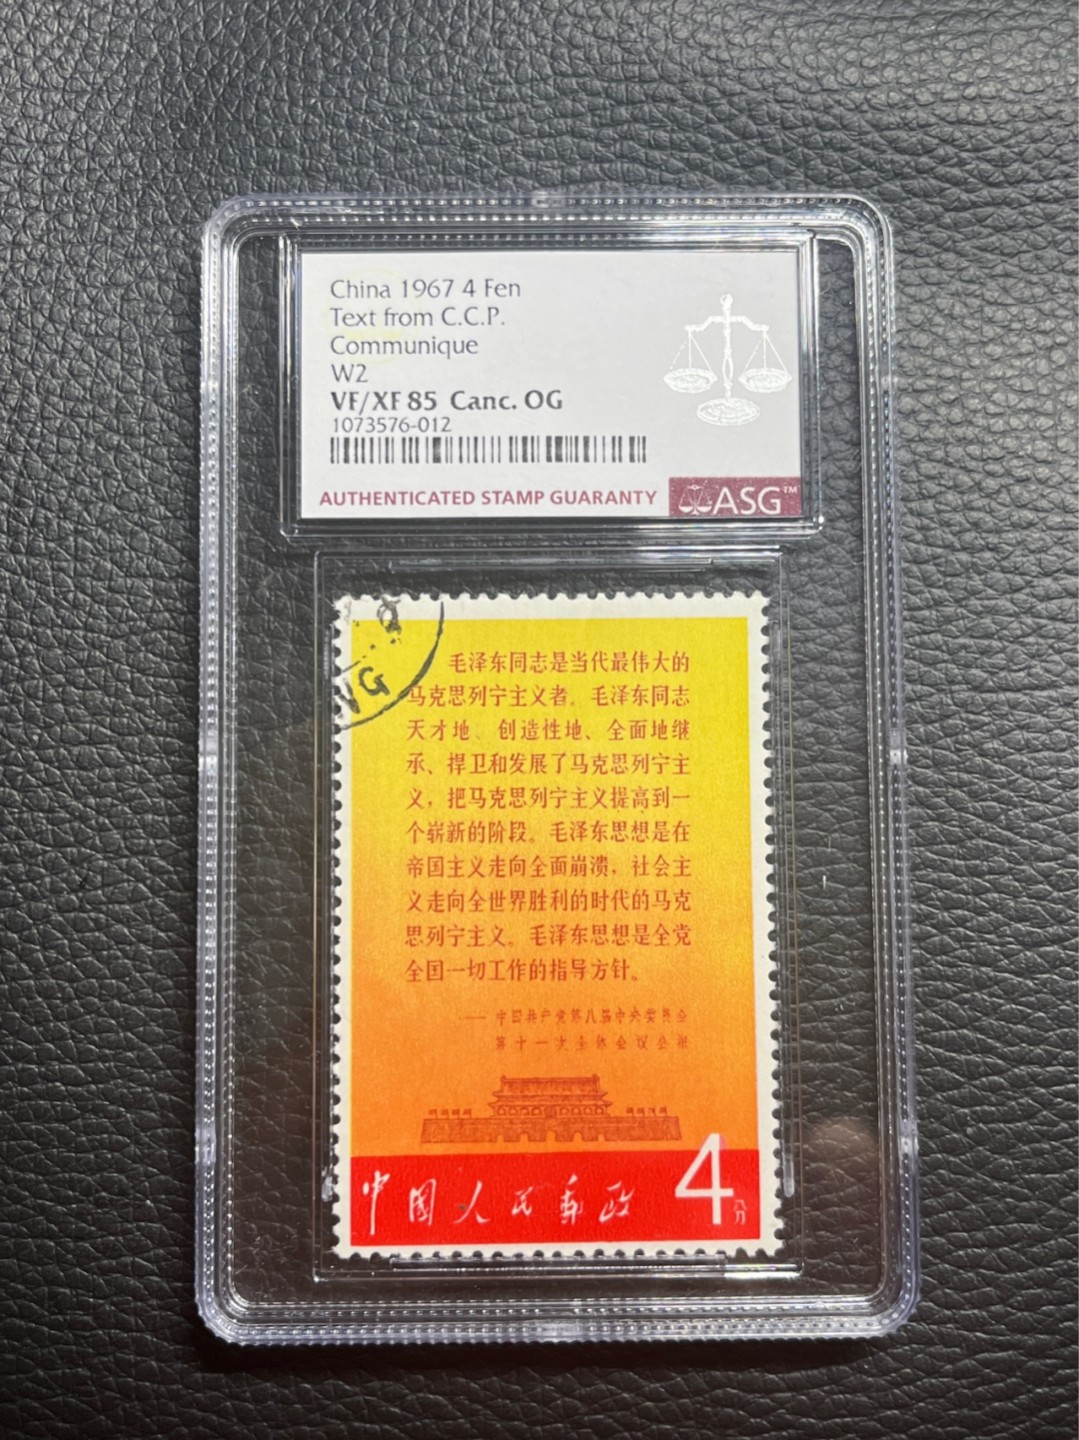 China 1967 4 Fen
Text from C.C.P.
Communique
W2
VF/XF 85 Canc. OG
1073576-012
AUTHENTICATED STAMP GUARANTY
ASG™
NG
毛泽东同志是当代最伟大的
马克思列宁主义者。毛泽东同志
天才地、创造性地、全面地继
承、捍卫和发展了马克思列宁主
义，把马克思列宁主义提高到一
个崭新的阶段。毛泽东思想是在
帝国主义走向全面崩溃，社会主
义走向全世界胜利的时代的马克
思列宁主义。毛泽东思想是全党
全国一切工作的指导方针。
——中国共产党第八届中央委员会
第十一次全体会议公报
中國人民郵政
4分